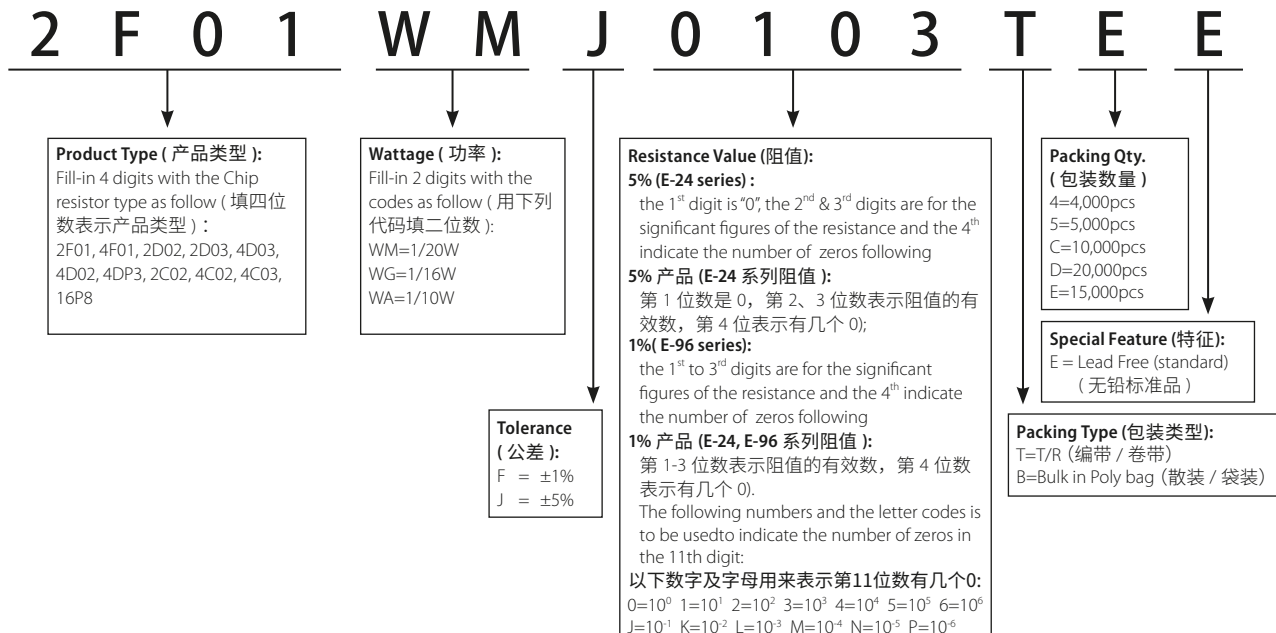 2 F 0 1 W M J 0 1 0 3 T E E
Product Type ( 产品类型 ):
Fill-in 4 digits with the Chip
resistor type as follow ( 填四位
数表示产品类型 ) :
2F01, 4F01, 2D02, 2D03, 4D03,
4D02, 4DP3, 2C02, 4C02, 4C03,
16P8
Wattage ( 功率 ):
Fill-in 2 digits with the
codes as follow ( 用下列
代码填二位数 ):
WM=1/20W
WG=1/16W
WA=1/10W
Tolerance
( 公差 ):
F = ±1%
J = ±5%
Resistance Value (阻值):
5% (E-24 series) :
the 1st digit is “0”, the 2nd & 3rd digits are for the
significant figures of the resistance and the 4th
indicate the number of zeros following
5% 产品 (E-24 系列阻值 ):
第 1 位数是 0，第 2、3 位数表示阻值的有
效数，第 4 位表示有几个 0);
1%( E-96 series):
the 1st to 3rd digits are for the significant
figures of the resistance and the 4th indicate
the number of zeros following
1% 产品 (E-24, E-96 系列阻值 ):
第 1-3 位数表示阻值的有效数，第 4 位数
表示有几个 0).
The following numbers and the letter codes is
to be usedto indicate the number of zeros in
the 11th digit:
以下数字及字母用来表示第11位数有几个0:
0=10⁰ 1=10¹ 2=10² 3=10³ 4=10⁴ 5=10⁵ 6=10⁶
J=10⁻¹ K=10⁻² L=10⁻³ M=10⁻⁴ N=10⁻⁵ P=10⁻⁶
Packing Qty.
( 包装数量 )
4=4,000pcs
5=5,000pcs
C=10,000pcs
D=20,000pcs
E=15,000pcs
Special Feature (特征):
E = Lead Free (standard)
( 无铅标准品 )
Packing Type (包装类型):
T=T/R（编带 / 卷带）
B=Bulk in Poly bag（散装 / 袋装）